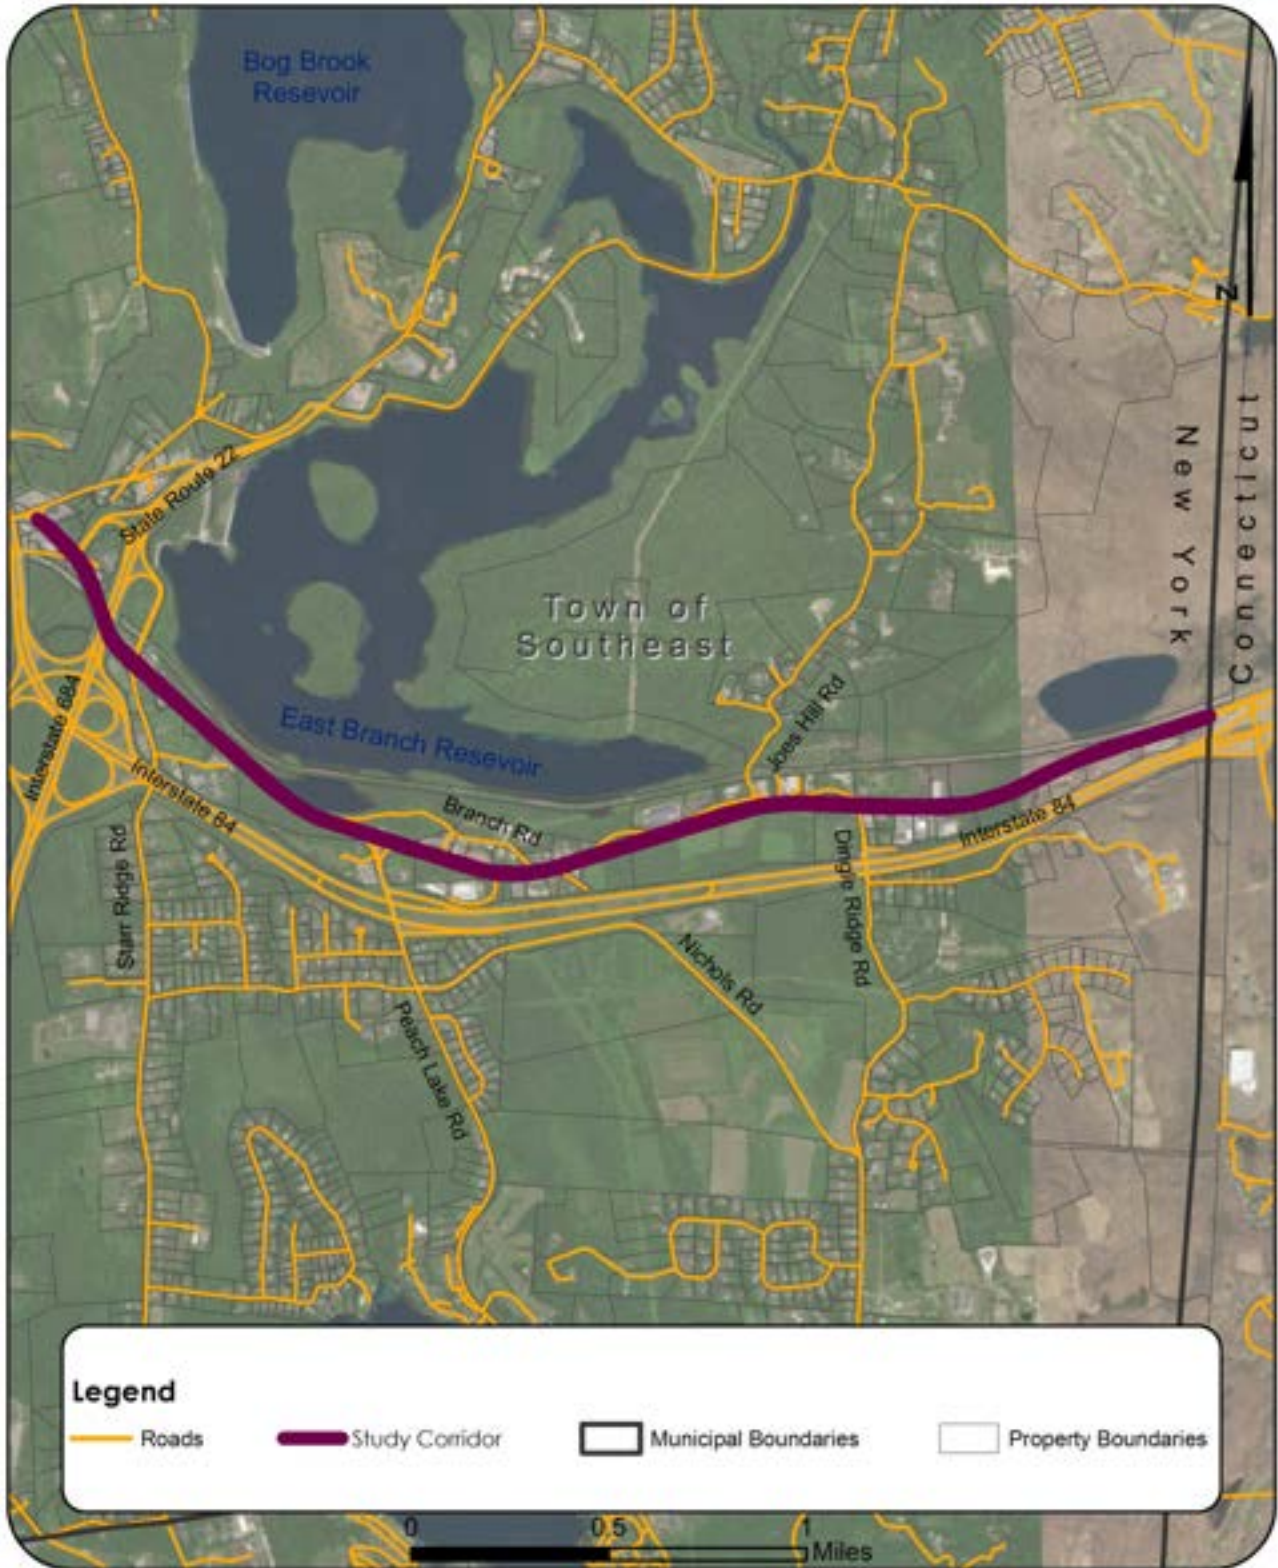 Bog Brook
Resevoir
State Route 22
New York
Connecticut
Town of
Southeast
East Branch Resevoir
Interstate 684
Interstate 84
Joes Hill Rd
Branch Rd
Interstate 84
Starr Ridge Rd
Dingle Ridge Rd
Nichols Rd
Peach Lake Rd
N
Legend
Roads
Study Corridor
Municipal Boundaries
Property Boundaries
0 0.5 1
Miles